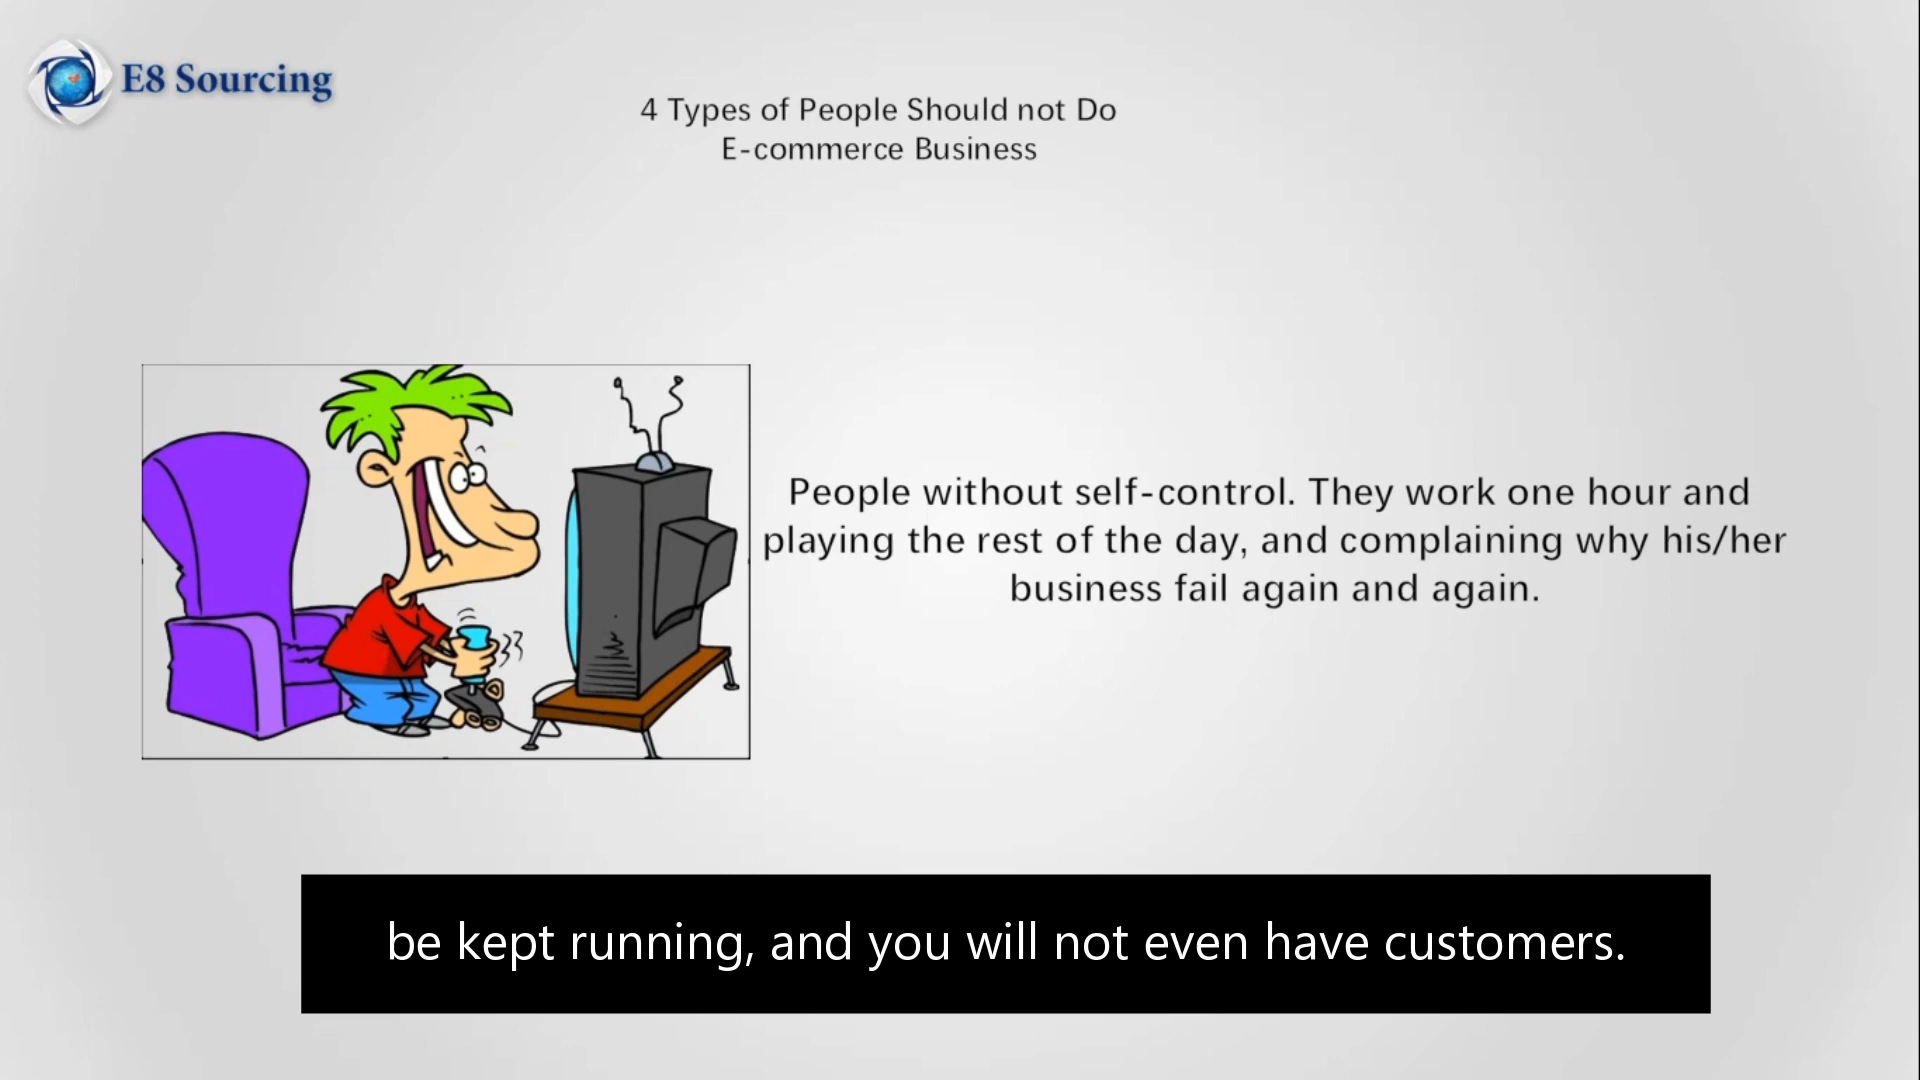 E8 Sourcing
4 Types of People Should not Do
E-commerce Business
People without self-control. They work one hour and
playing the rest of the day, and complaining why his/her
business fail again and again.
be kept running, and you will not even have customers.